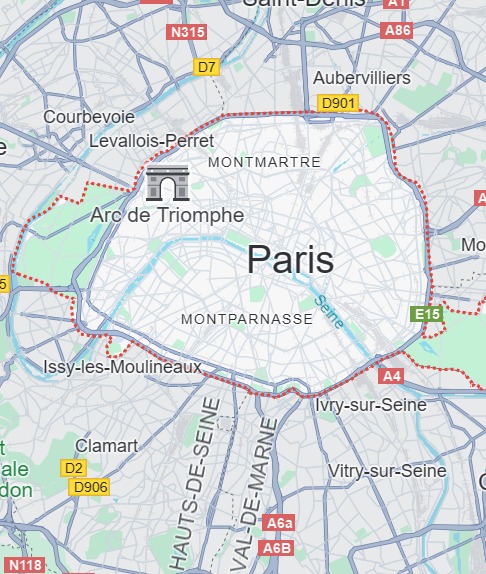 Saint-Denis
A1
N315
A86
D7
Aubervilliers
D901
Courbevoie
Levallois-Perret
MONTMARTRE
Arc de Triomphe
Paris
Seine
E15
MONTPARNASSE
Issy-les-Moulineaux
A4
Ivry-sur-Seine
HAUTS-DE-SEINE
VAL-DE-MARNE
Clamart
D2
D906
Vitry-sur-Seine
A6a
A6B
N118